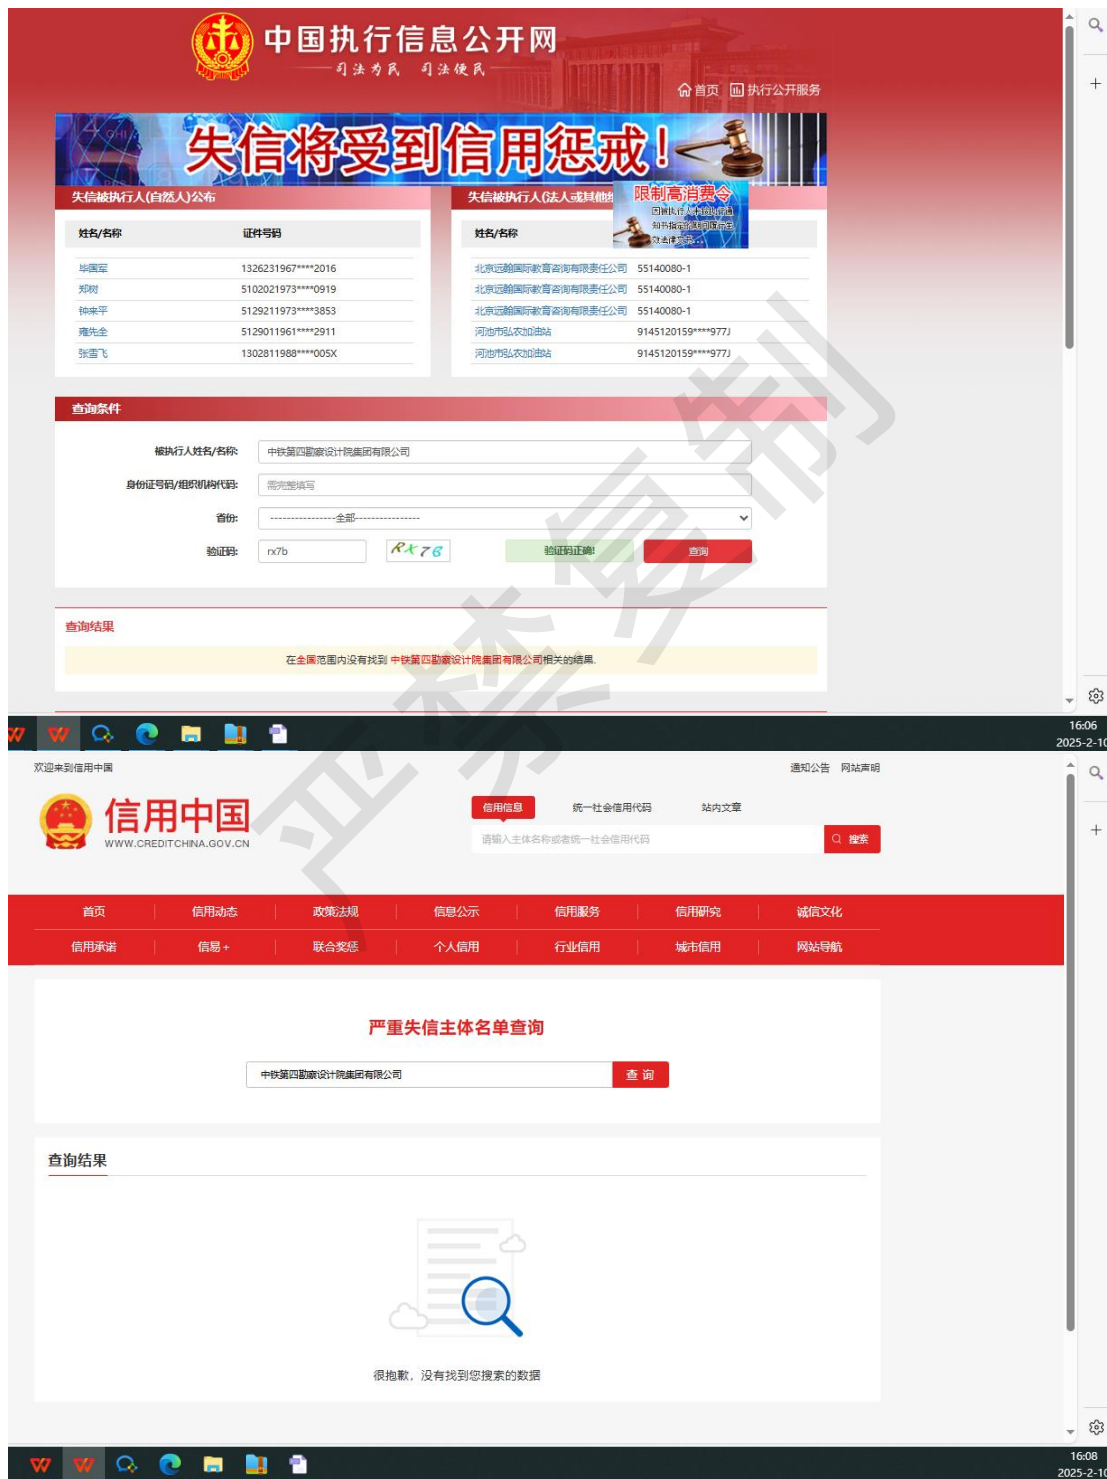 中国执行信息公开网
司法为民 司法便民
首页 执行公开服务
失信将受到信用惩戒!
失信被执行人(自然人)公布
失信被执行人(法人或其他组
限制高消费令
姓名/名称 证件号码
姓名/名称
毕国军 1326231967****2016
郑树 5102021973****0919
钟来平 5129211973****3853
雍先全 5129011961****2911
张雪飞 1302811988****005X
北京远翰国际教育咨询有限责任公司 55140080-1
北京远翰国际教育咨询有限责任公司 55140080-1
北京远翰国际教育咨询有限责任公司 55140080-1
河池市弘农加油站 9145120159****977J
河池市弘农加油站 9145120159****977J
查询条件
被执行人姓名/名称: 中铁第四勘察设计院集团有限公司
身份证号码/组织机构代码: 需完整填写
省份: ----------------全部----------------
验证码: rx7b RX7B 验证码正确! 查询
查询结果
在全国范围内没有找到 中铁第四勘察设计院集团有限公司相关的结果.
16:06
2025-2-10
欢迎来到信用中国 通知公告 网站声明
信用中国
WWW.CREDITCHINA.GOV.CN
信用信息 统一社会信用代码 站内文章
请输入主体名称或者统一社会信用代码 搜索
首页 信用动态 政策法规 信息公示 信用服务 信用研究 诚信文化
信用承诺 信易+ 联合奖惩 个人信用 行业信用 城市信用 网站导航
严重失信主体名单查询
中铁第四勘察设计院集团有限公司 查询
查询结果
很抱歉，没有找到您搜索的数据
16:08
2025-2-10
严禁复制